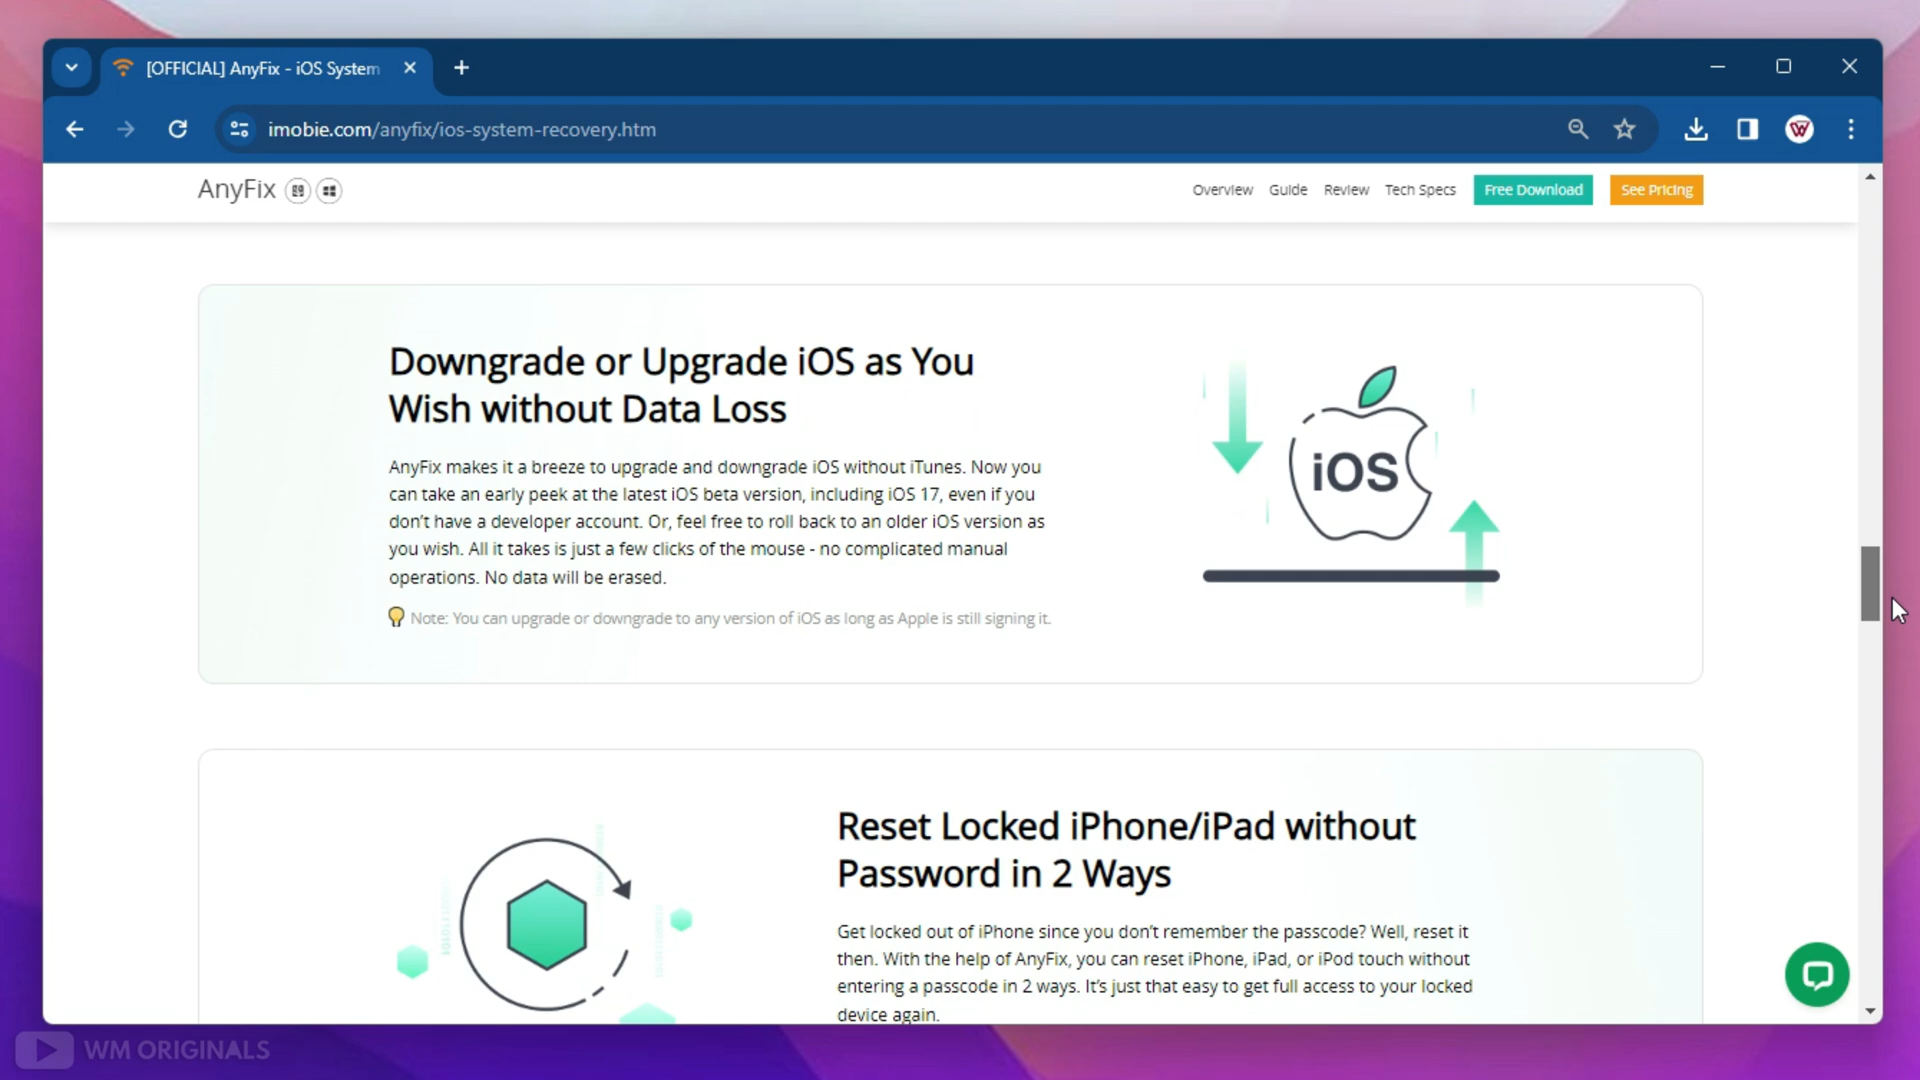 [OFFICIAL] AnyFix - iOS System
imobie.com/anyfix/ios-system-recovery.htm
AnyFix
Overview Guide Review Tech Specs Free Download See Pricing
Downgrade or Upgrade iOS as You
Wish without Data Loss
AnyFix makes it a breeze to upgrade and downgrade iOS without iTunes. Now you
can take an early peek at the latest iOS beta version, including iOS 17, even if you
don't have a developer account. Or, feel free to roll back to an older iOS version as
you wish. All it takes is just a few clicks of the mouse - no complicated manual
operations. No data will be erased.
Note: You can upgrade or downgrade to any version of iOS as long as Apple is still signing it.
iOS
Reset Locked iPhone/iPad without
Password in 2 Ways
Get locked out of iPhone since you don't remember the passcode? Well, reset it
then. With the help of AnyFix, you can reset iPhone, iPad, or iPod touch without
entering a passcode in 2 ways. It's just that easy to get full access to your locked
device again.
WM ORIGINALS